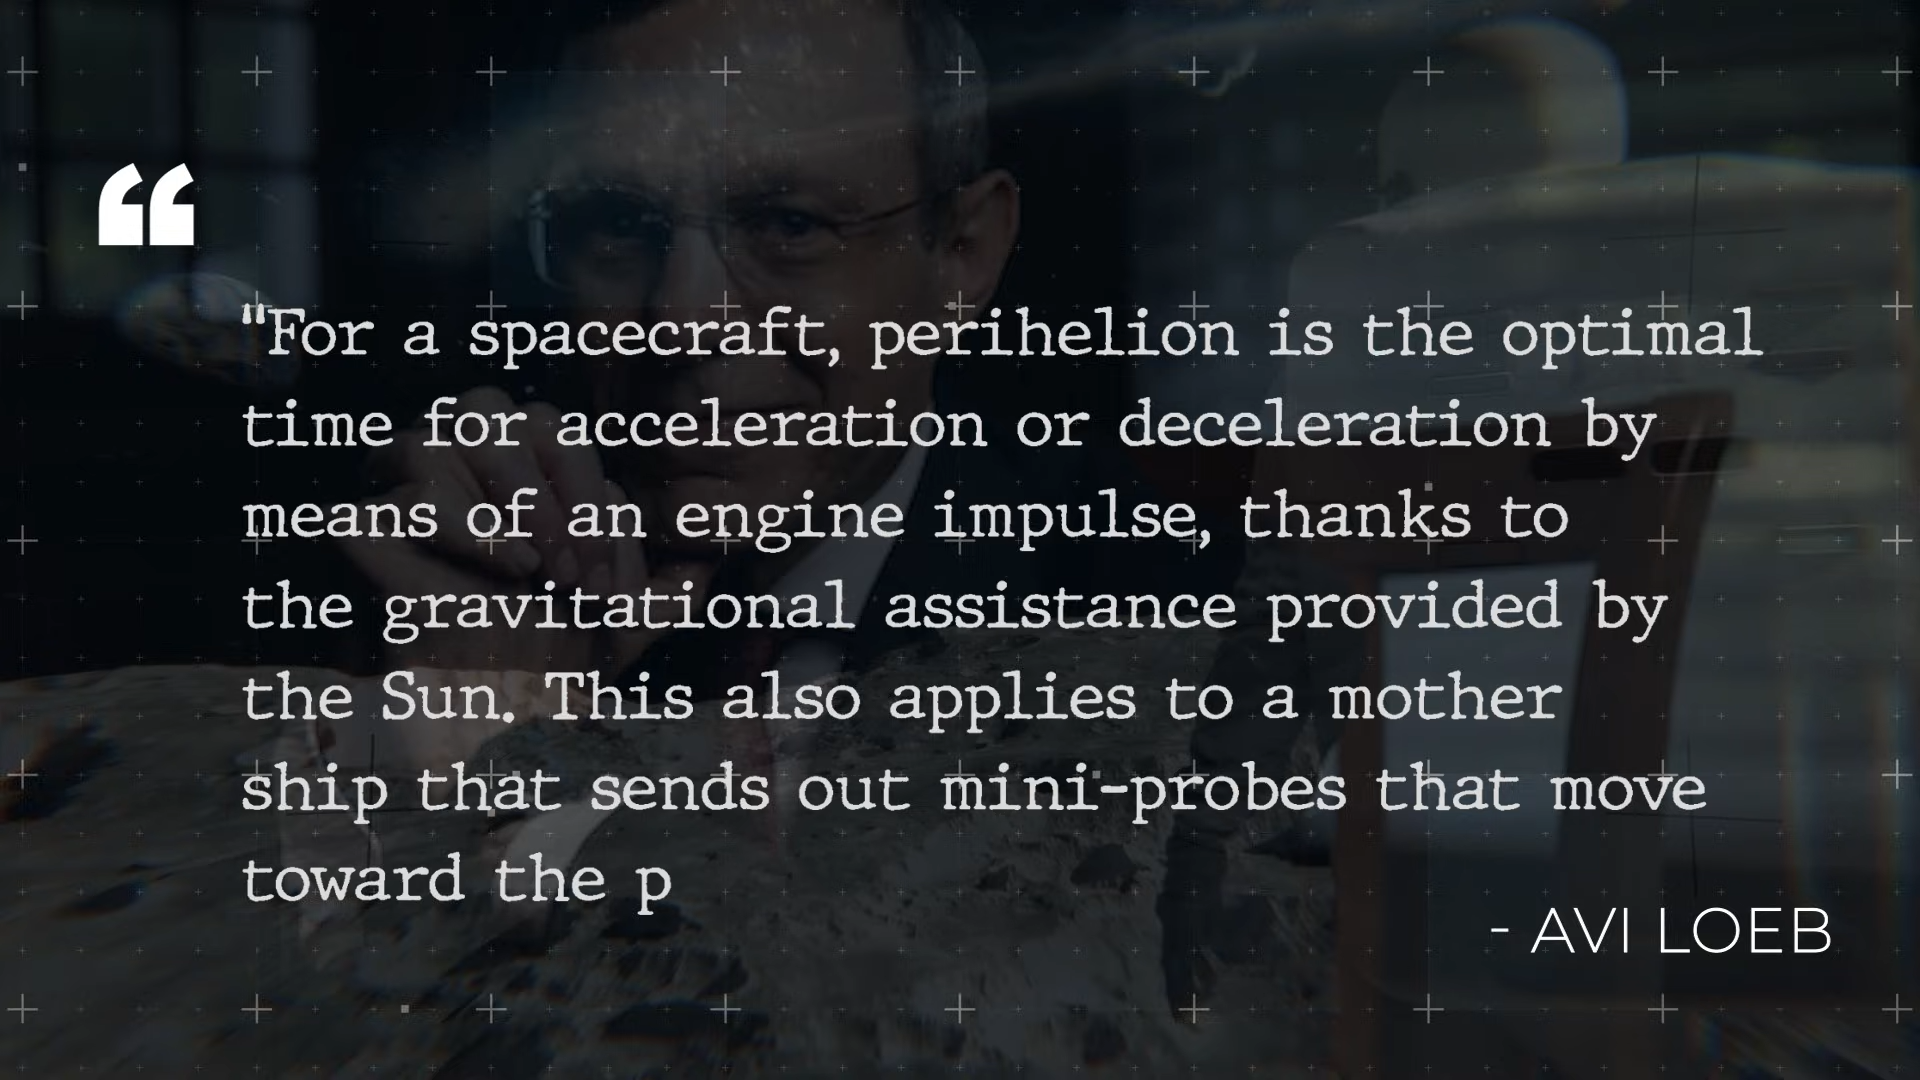 “
"For a spacecraft, perihelion is the optimal
time for acceleration or deceleration by
means of an engine impulse, thanks to
the gravitational assistance provided by
the Sun. This also applies to a mother
ship that sends out mini-probes that move
toward the p
- AVI LOEB